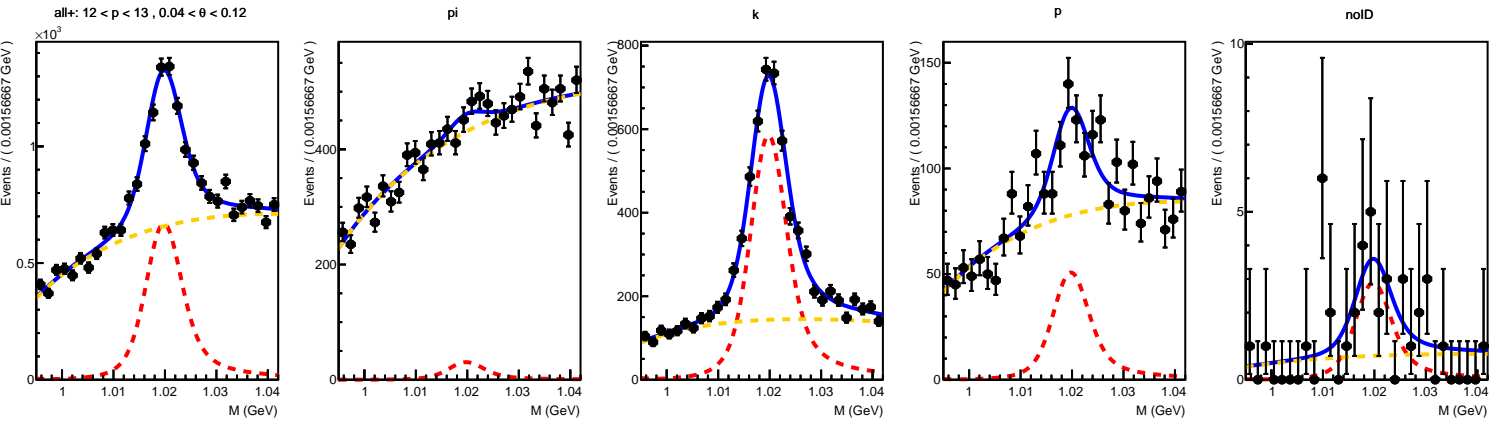 all+: 12 < p < 13 , 0.04 < θ < 0.12
×10³
Events / ( 0.00156667 GeV )
1
0.5
0
1 1.01 1.02 1.03 1.04
M (GeV)
pi
Events / ( 0.00156667 GeV )
400
200
0
1 1.01 1.02 1.03 1.04
M (GeV)
k
Events / ( 0.00156667 GeV )
800
600
400
200
0
1 1.01 1.02 1.03 1.04
M (GeV)
p
Events / ( 0.00156667 GeV )
150
100
50
0
1 1.01 1.02 1.03 1.04
M (GeV)
noID
Events / ( 0.00156667 GeV )
10
5
0
1 1.01 1.02 1.03 1.04
M (GeV)